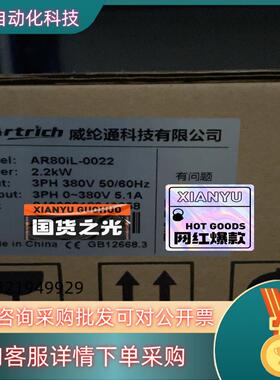 自动化科技
Artrich 威纶通科技有限公司
el: AR80iL-0022
2.2kW
3PH 380V 50/60Hz
3PH 0~380V 5.1A
有问题
XIANYU GUOHUO
国货之光
XIANYU
HOT GOODS
网红爆款
GB12668.3
321949929
咨询采购批发可对公开票
客服详情下单采购